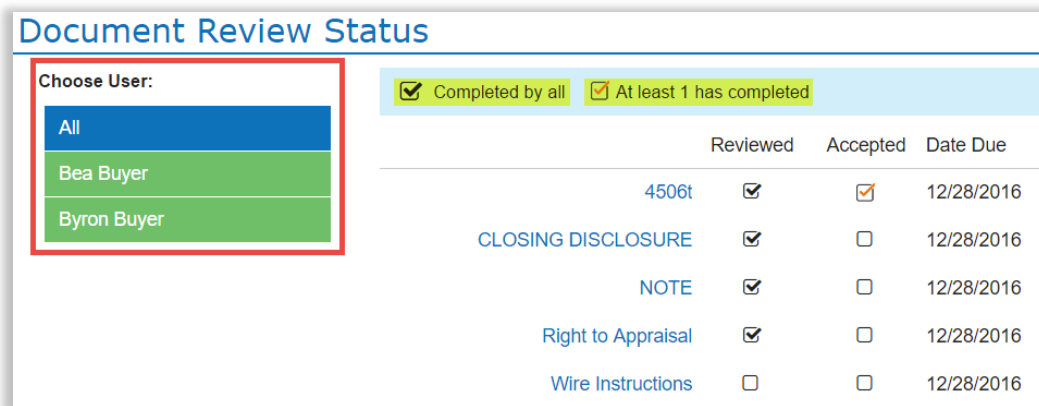 Document Review Status
Choose User:
All
Bea Buyer
Byron Buyer
Completed by all At least 1 has completed
Reviewed Accepted Date Due
4506t 12/28/2016
CLOSING DISCLOSURE 12/28/2016
NOTE 12/28/2016
Right to Appraisal 12/28/2016
Wire Instructions 12/28/2016